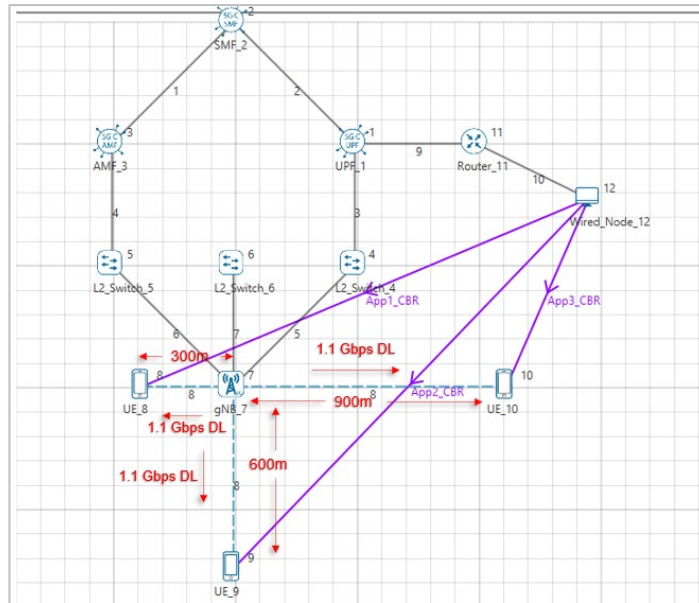 5G C
SMF
2
SMF_2
1
2
5G C
AMF
3
AMF_3
5G C
UPF
1
UPF_1
9
11
Router_11
10
12
Wired_Node_12
4
3
5
L2_Switch_5
6
L2_Switch_6
4
L2_Switch_4
App1_CBR
App3_CBR
6
7
5
300m
1.1 Gbps DL
8
UE_8
8
7
gNB_7
8
900m
App2_CBR
10
UE_10
1.1 Gbps DL
600m
1.1 Gbps DL
8
9
UE_9